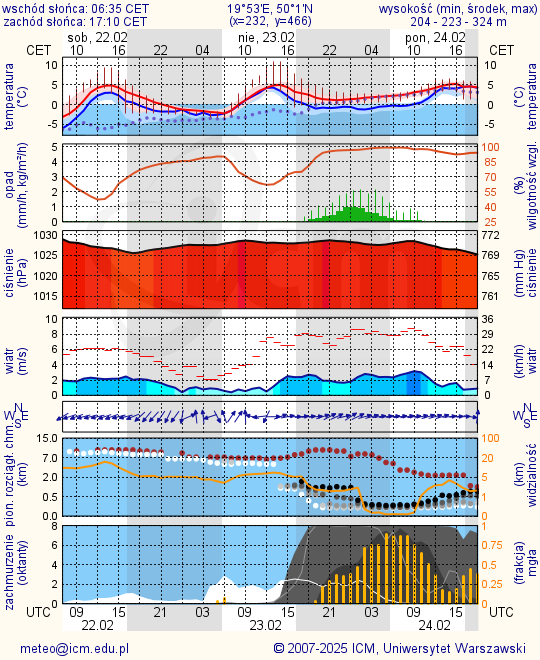 wschód słońca: 06:35 CET 19°53'E, 50°1'N wysokość (min, środek, max)
zachód słońca: 17:10 CET (x=232, y=466) 204 - 223 - 324 m
sob, 22.02 nie, 23.02 pon, 24.02
CET 10 16 22 04 10 16 22 04 10 16 CET
temperatura (°C) 10 5 0 -5 10 5 0 -5 (°C) temperatura
opad (mm/h, kg/m²/h) 5 4 3 2 1 0 100 85 70 55 40 25 (%) wilgotność wzgl.
ciśnienie (hPa) 1030 1025 1020 1015 772 769 765 761 (mm Hg) ciśnienie
wiatr (m/s) 10 8 6 4 2 0 36 29 22 14 7 0 (km/h) wiatr
N W E S N W E S
pion. rozciągł. chm. (km) 15.0 7.0 2.0 0.5 0.0 100 20 5 1 0 (km) widzialność
zachmurzenie (oktanty) 8 6 4 2 0 1 0.75 0.5 0.25 0 (frakcja) mgła
UTC 09 15 21 03 09 15 21 03 09 15 UTC
22.02 23.02 24.02
meteo@icm.edu.pl © 2007-2025 ICM, Uniwersytet Warszawski